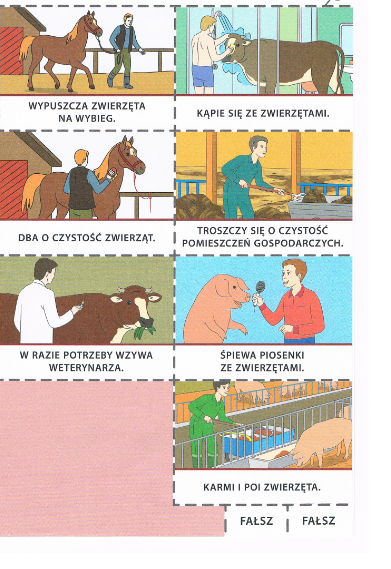 WYPUSZCZA ZWIERZĘTA
NA WYBIEG.
KĄPIE SIĘ ZE ZWIERZĘTAMI.
DBA O CZYSTOŚĆ ZWIERZĄT.
TROSZCZY SIĘ O CZYSTOŚĆ
POMIESZCZEŃ GOSPODARCZYCH.
W RAZIE POTRZEBY WZYWA
WETERYNARZA.
ŚPIEWA PIOSENKI
ZE ZWIERZĘTAMI.
KARMI I POI ZWIERZĘTA.
FAŁSZ
FAŁSZ